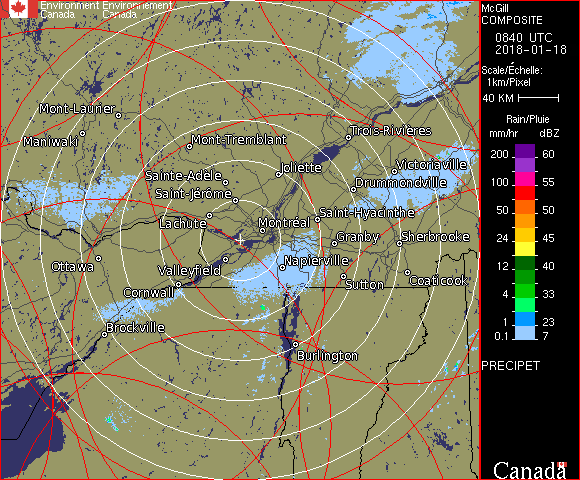 Environment Environnement
Canada Canada
McGill
COMPOSITE
0840 UTC
2018-01-18
Scale/Échelle:
1km/Pixel
40 KM
Rain/Pluie
mm/hr dBZ
200 60
100 55
50 50
24 45
12 40
4 33
1 23
0.1 7
PRECIPET
Canada
Mont-Laurier
Maniwaki
Mont-Tremblant
Trois-Rivières
Joliette
Victoriaville
Sainte-Adèle
Drummondville
Saint-Jérôme
Lachute
Montréal
Saint-Hyacinthe
Granby
Sherbrooke
Ottawa
Valleyfield
Napierville
Sutton
Coaticook
Cornwall
Brockville
Burlington